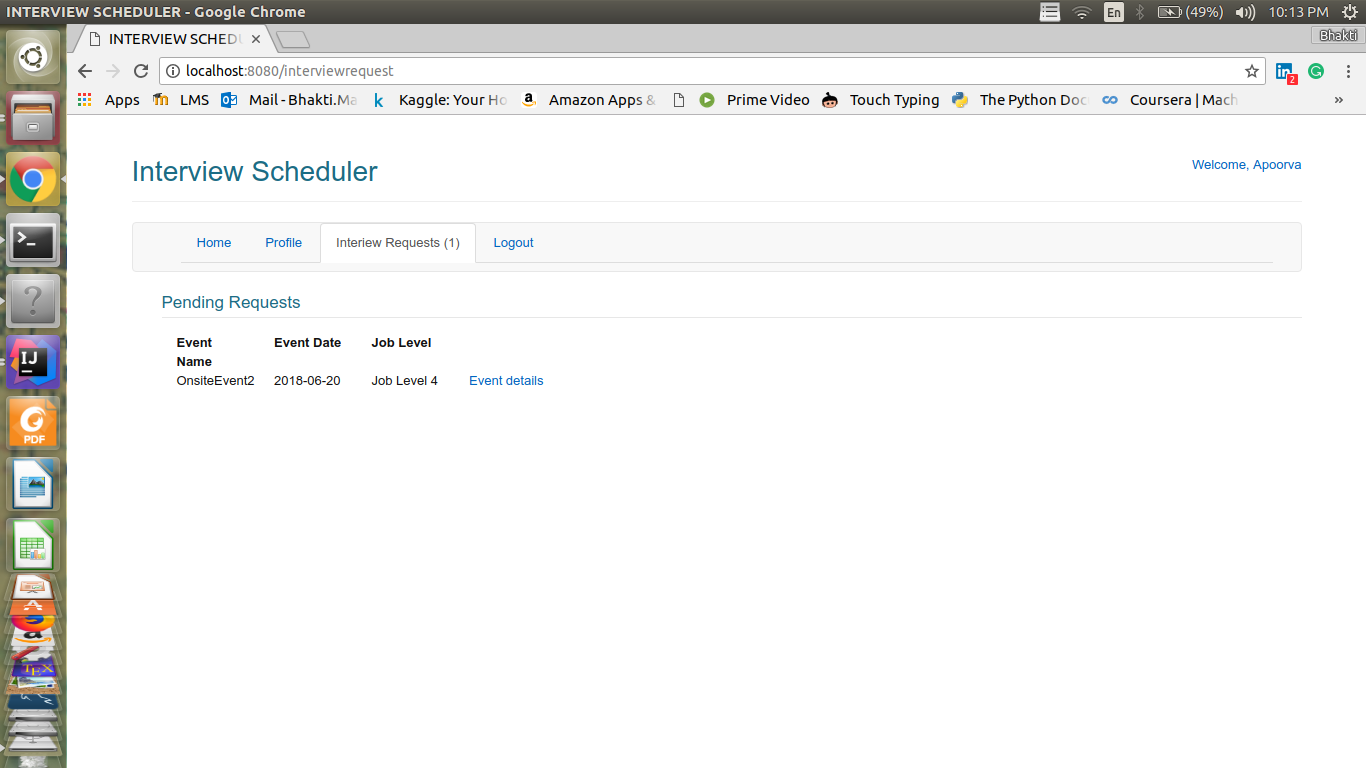 INTERVIEW SCHEDULER - Google Chrome En (49%) 10:13 PM
INTERVIEW SCHEDU Bhakti
localhost:8080/interviewrequest 2
Apps LMS Mail - Bhakti.Ma Kaggle: Your Ho Amazon Apps & Prime Video Touch Typing The Python Doc Coursera | Mach »
Interview Scheduler
Welcome, Apoorva
Home Profile Interiew Requests (1) Logout
Pending Requests
Event Name Event Date Job Level
OnsiteEvent2 2018-06-20 Job Level 4 Event details
IJ
PDF
TEX